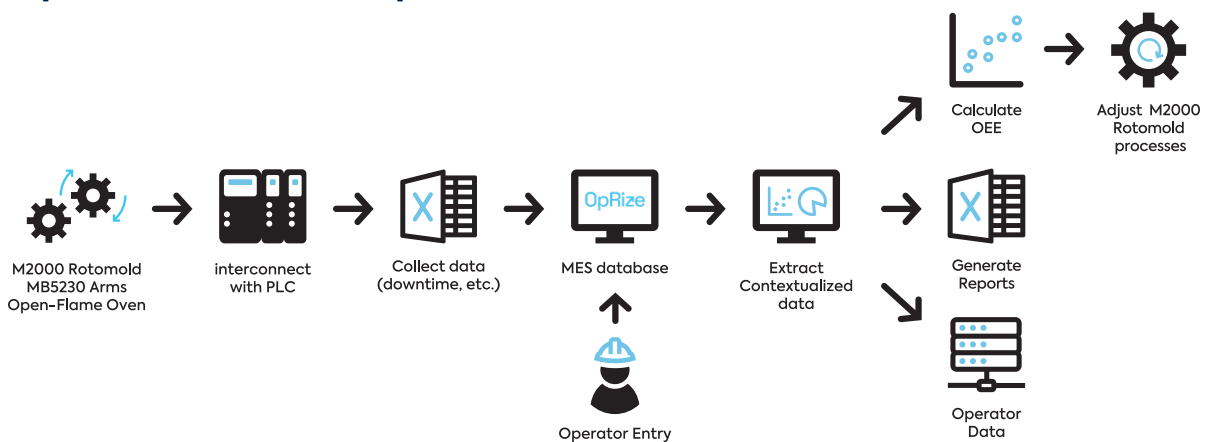 Calculate
OEE
Adjust M2000
Rotomold
processes
OpRize
X
M2000 Rotomold
MB5230 Arms
Open-Flame Oven
interconnect
with PLC
Collect data
(downtime, etc.)
MES database
Extract
Contextualized
data
X
Generate
Reports
Operator Entry
Operator
Data